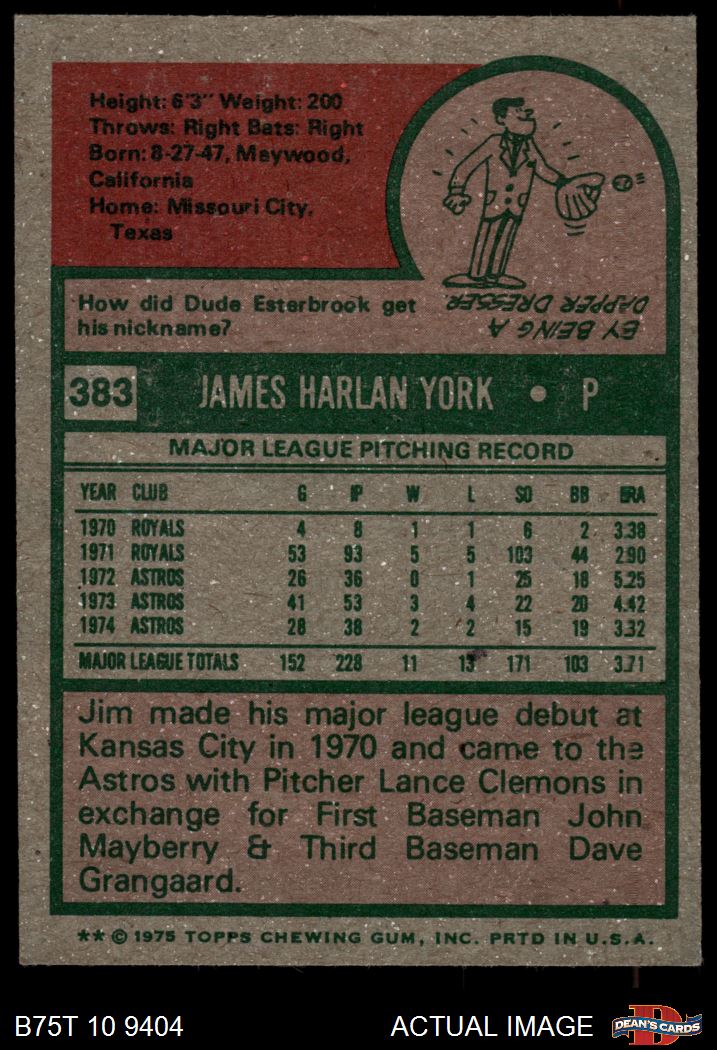 Height: 6'3" Weight: 200
Throws: Right Bats: Right
Born: 8-27-47, Maywood,
California
Home: Missouri City,
Texas
How did Dude Esterbrook get
his nickname?
BY BEING A
DAPPER DRESSER.
383 JAMES HARLAN YORK • P
MAJOR LEAGUE PITCHING RECORD
YEAR CLUB G IP W L SO BB ERA
1970 ROYALS 4 8 1 1 6 2 3.38
1971 ROYALS 53 93 5 5 103 44 2.90
1972 ASTROS 26 36 0 1 25 18 5.25
1973 ASTROS 41 53 3 4 22 20 4.42
1974 ASTROS 28 38 2 2 15 19 3.32
MAJOR LEAGUE TOTALS 152 228 11 13 171 103 3.71
Jim made his major league debut at
Kansas City in 1970 and came to the
Astros with Pitcher Lance Clemons in
exchange for First Baseman John
Mayberry & Third Baseman Dave
Grangaard.
** © 1975 TOPPS CHEWING GUM, INC. PRTD IN U.S.A.
B75T 10 9404 ACTUAL IMAGE DEAN'S CARDS